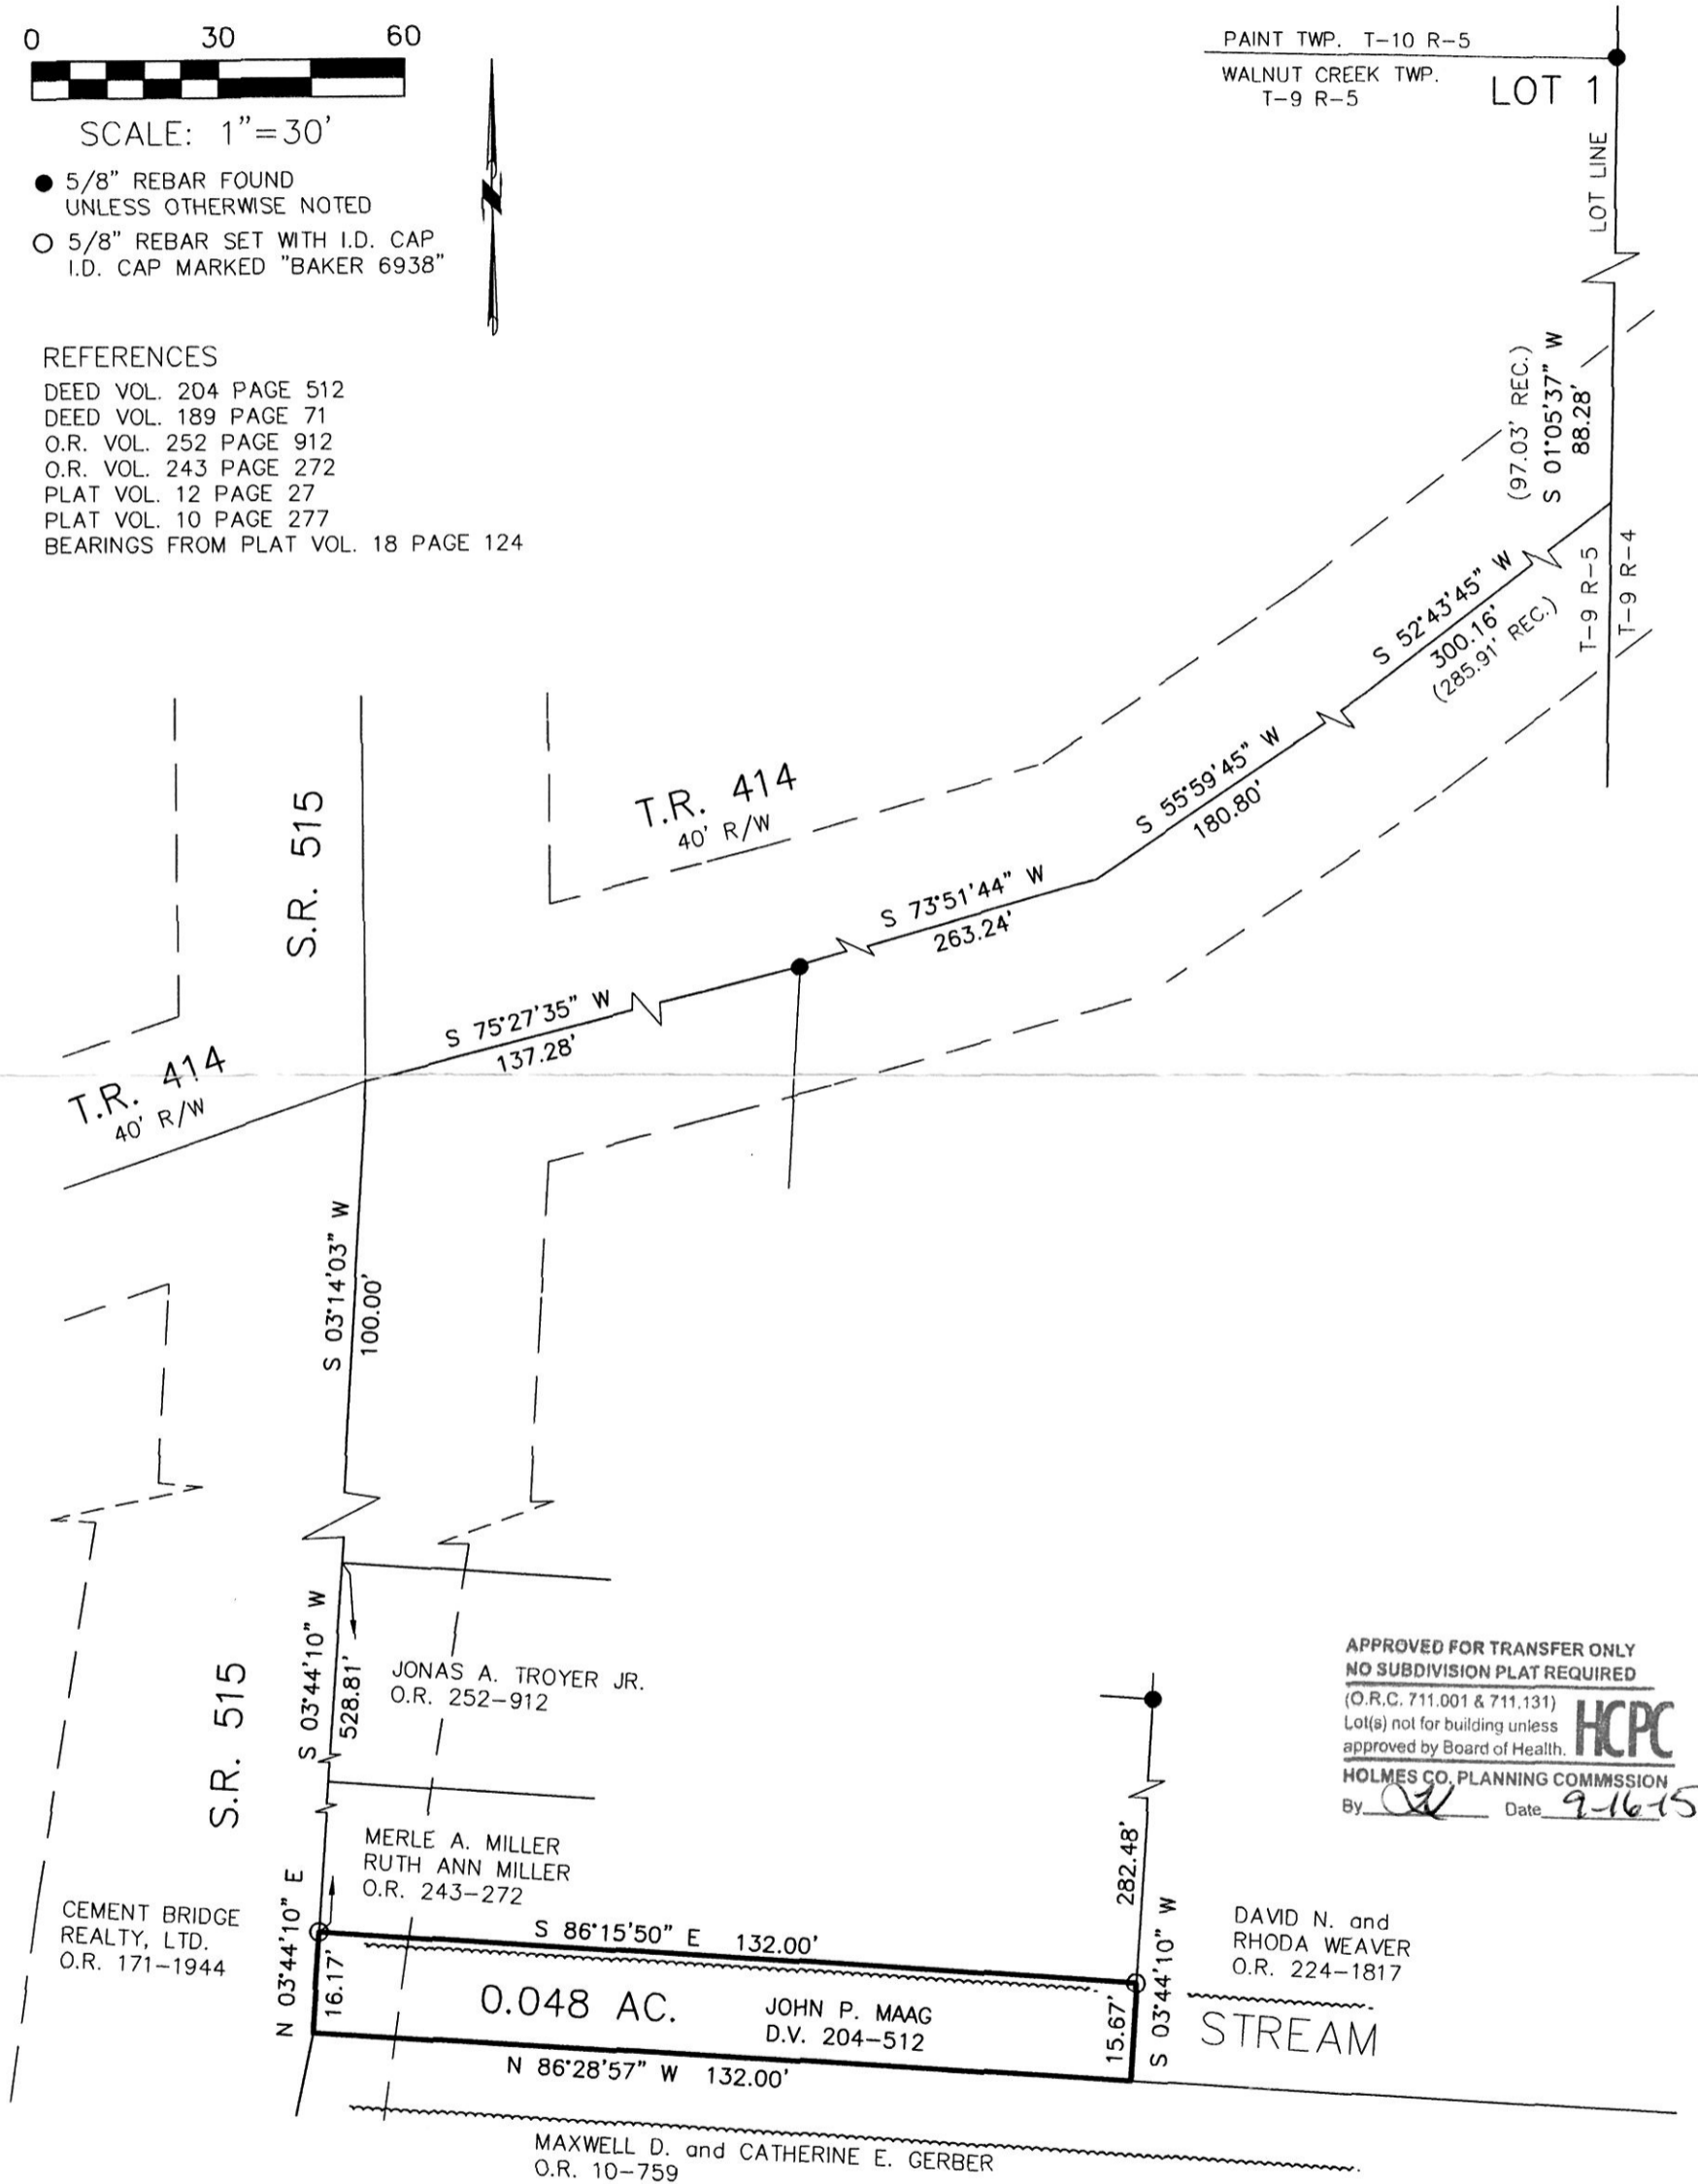 0 30 60
SCALE: 1"=30'
5/8" REBAR FOUND
UNLESS OTHERWISE NOTED
5/8" REBAR SET WITH I.D. CAP
I.D. CAP MARKED "BAKER 6938"
REFERENCES
DEED VOL. 204 PAGE 512
DEED VOL. 189 PAGE 71
O.R. VOL. 252 PAGE 912
O.R. VOL. 243 PAGE 272
PLAT VOL. 12 PAGE 27
PLAT VOL. 10 PAGE 277
BEARINGS FROM PLAT VOL. 18 PAGE 124
PAINT TWP. T-10 R-5
WALNUT CREEK TWP.
T-9 R-5
LOT 1
LOT LINE
(97.03' REC.)
S 01°05'37" W
88.28'
T-9 R-5
T-9 R-4
S 52°43'45" W
300.16'
(285.91' REC.)
S 55°59'45" W
180.80'
T.R. 414
40' R/W
S 73°51'44" W
263.24'
S.R. 515
S 75°27'35" W
137.28'
T.R. 414
40' R/W
S 03°14'03" W
100.00'
S 03°44'10" W
528.81'
JONAS A. TROYER JR.
O.R. 252-912
S.R. 515
MERLE A. MILLER
RUTH ANN MILLER
O.R. 243-272
CEMENT BRIDGE
REALTY, LTD.
O.R. 171-1944
N 03°44'10" E
16.17'
S 86°15'50" E 132.00'
0.048 AC.
JOHN P. MAAG
D.V. 204-512
N 86°28'57" W 132.00'
282.48'
15.67'
S 03°44'10" W
DAVID N. and
RHODA WEAVER
O.R. 224-1817
STREAM
MAXWELL D. and CATHERINE E. GERBER
O.R. 10-759
APPROVED FOR TRANSFER ONLY
NO SUBDIVISION PLAT REQUIRED
(O.R.C. 711.001 & 711.131)
Lot(s) not for building unless
approved by Board of Health.
HCPC
HOLMES CO. PLANNING COMMISSION
By Date 9-16-15